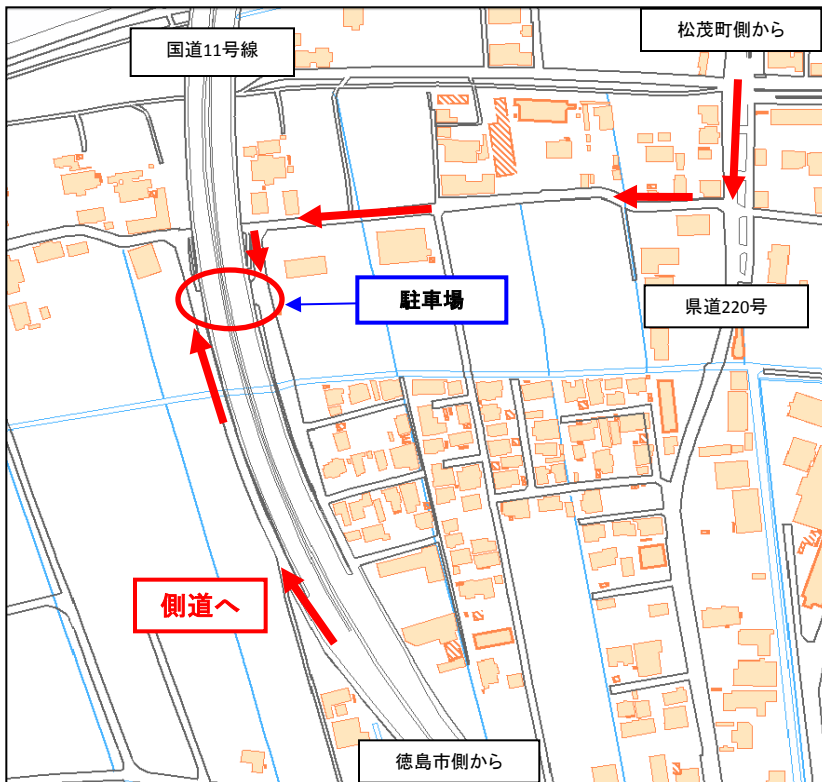 松茂町側から
国道11号線
駐車場
県道220号
側道へ
徳島市側から